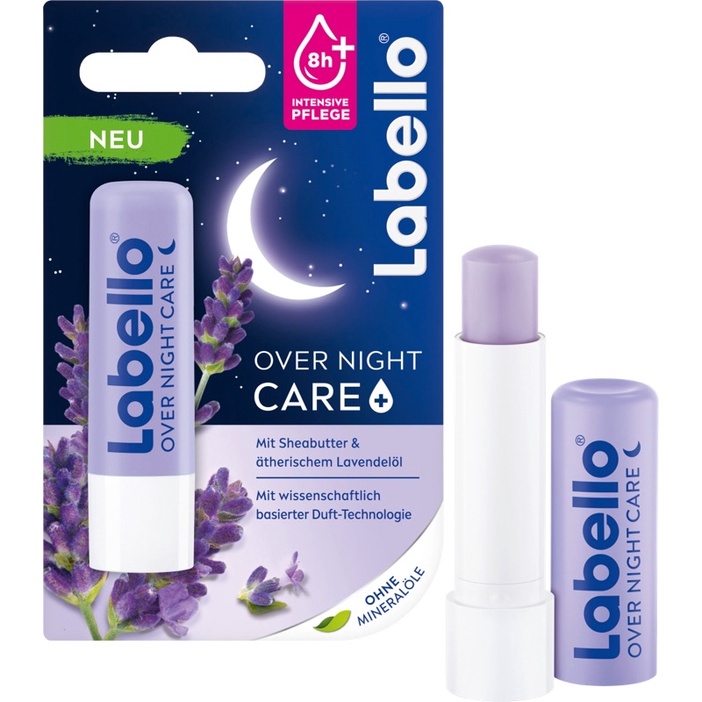 8h+
INTENSIVE
PFLEGE
NEU
Labello®
Labello®
OVER NIGHT CARE
OVER NIGHT
CARE
Mit Sheabutter &
ätherischem Lavendelöl
Mit wissenschaftlich
basierter Duft-Technologie
OHNE
MINERALÖLE
Labello®
OVER NIGHT CARE